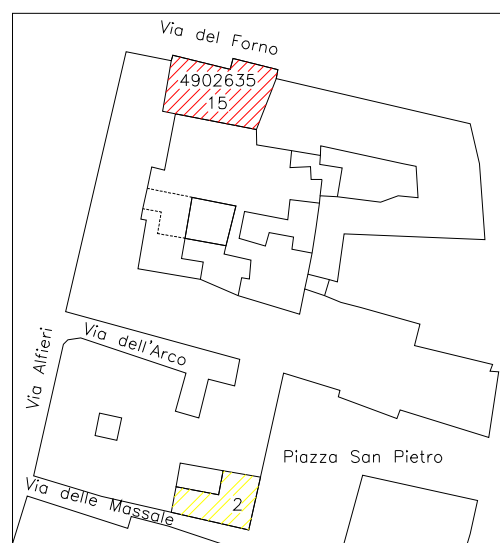 Via del Forno
4902635
15
Via Alfieri
Via dell'Arco
Piazza San Pietro
Via delle Massale
2